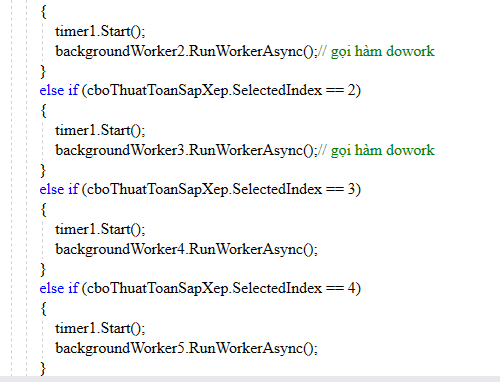 {
timer1.Start();
backgroundWorker2.RunWorkerAsync();// gọi hàm dowork
}
else if (cboThuatToanSapXep.SelectedIndex == 2)
{
timer1.Start();
backgroundWorker3.RunWorkerAsync();// gọi hàm dowork
}
else if (cboThuatToanSapXep.SelectedIndex == 3)
{
timer1.Start();
backgroundWorker4.RunWorkerAsync();
}
else if (cboThuatToanSapXep.SelectedIndex == 4)
{
timer1.Start();
backgroundWorker5.RunWorkerAsync();
}